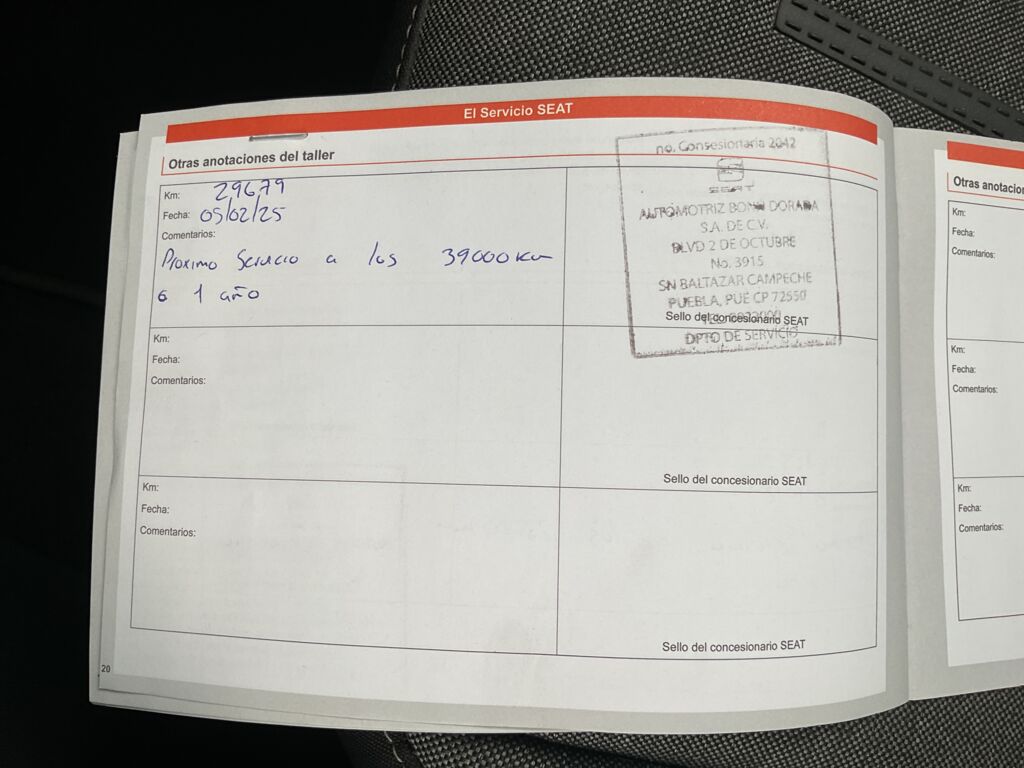 El Servicio SEAT
Otras anotaciones del taller
Km: 29679
Fecha: 05/02/25
Comentarios:
Proximo Servicio a los 39000 km
ó 1 año
no. Consesionaria 2042
SEAT
AUTOMOTRIZ BONN DORADA
S.A. DE C.V.
BLVD 2 DE OCTUBRE
No. 3915
SN BALTAZAR CAMPECHE
PUEBLA, PUE CP 72550
Sello del concesionario SEAT
DPTO DE SERVICIO
Km:
Fecha:
Comentarios:
Sello del concesionario SEAT
Km:
Fecha:
Comentarios:
Sello del concesionario SEAT
20
Otras
Km:
Fecha:
Comentarios:
Km:
Fecha:
Comentarios:
Km:
Fecha:
Comentarios: